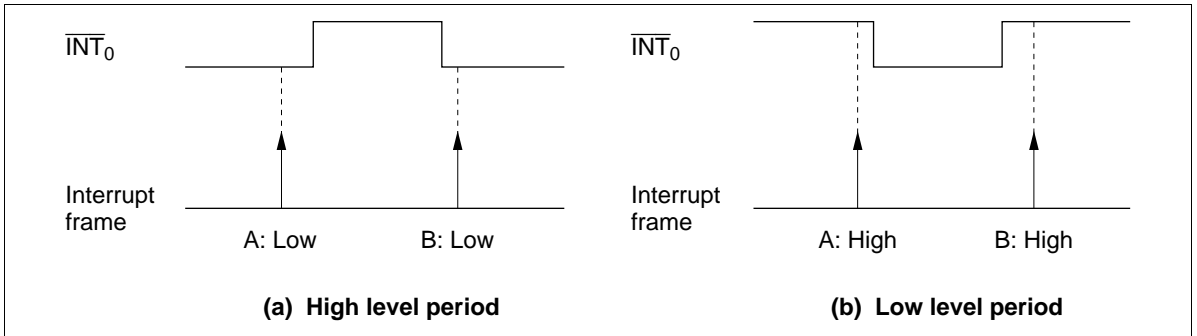 INT0
Interrupt
frame
A: Low
B: Low
(a) High level period
INT0
Interrupt
frame
A: High
B: High
(b) Low level period